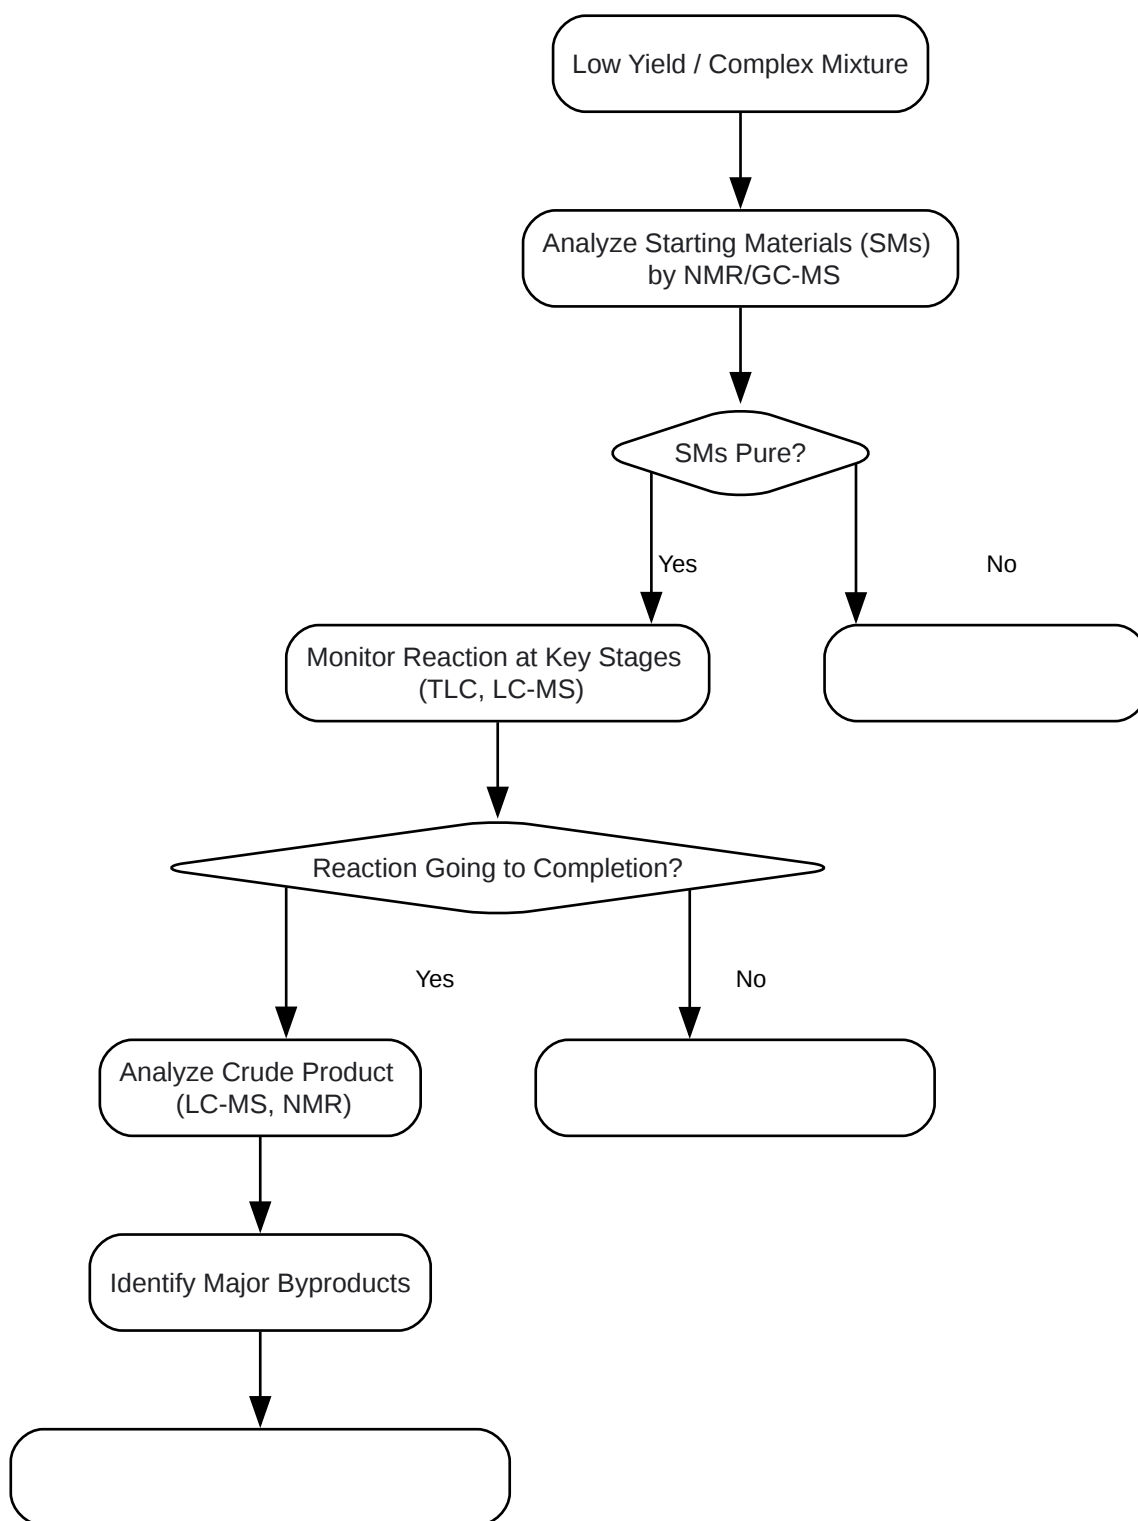 Low Yield / Complex Mixture
Analyze Starting Materials (SMs)
by NMR/GC-MS
SMs Pure?
Yes
No
Monitor Reaction at Key Stages
(TLC, LC-MS)
Reaction Going to Completion?
Yes
No
Analyze Crude Product
(LC-MS, NMR)
Identify Major Byproducts